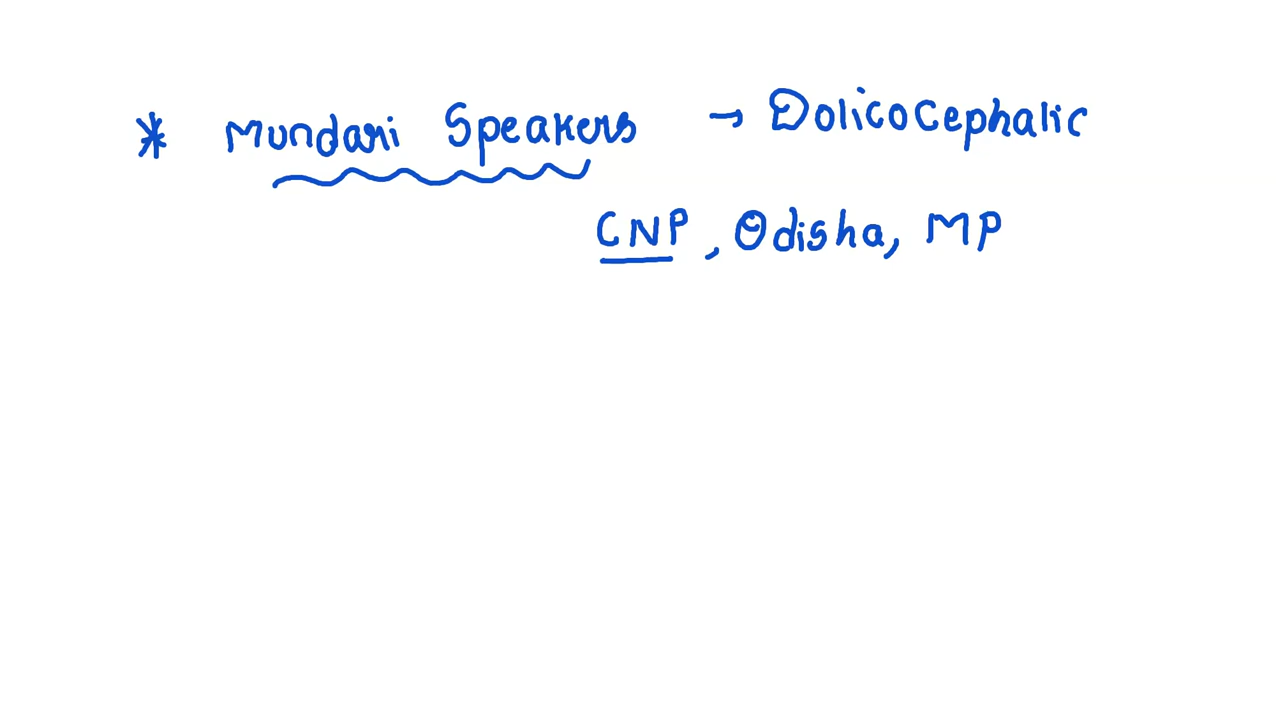 * Mundari Speakers → Dolicocephalic
CNP, Odisha, MP